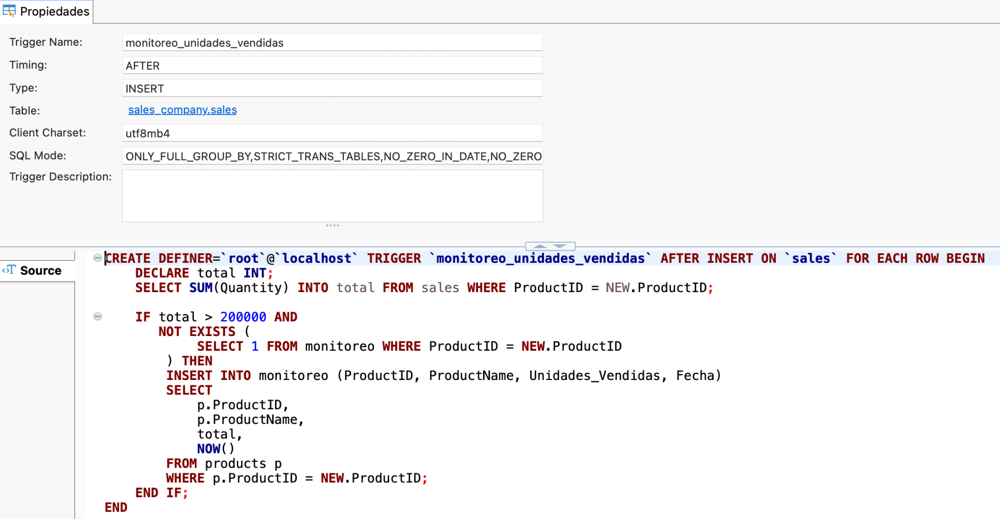 Propiedades
Trigger Name: monitoreo_unidades_vendidas
Timing: AFTER
Type: INSERT
Table: sales_company.sales
Client Charset: utf8mb4
SQL Mode: ONLY_FULL_GROUP_BY,STRICT_TRANS_TABLES,NO_ZERO_IN_DATE,NO_ZERO
Trigger Description:
Source
CREATE DEFINER=`root`@`localhost` TRIGGER `monitoreo_unidades_vendidas` AFTER INSERT ON `sales` FOR EACH ROW BEGIN
    DECLARE total INT;
    SELECT SUM(Quantity) INTO total FROM sales WHERE ProductID = NEW.ProductID;
    IF total > 200000 AND
       NOT EXISTS (
            SELECT 1 FROM monitoreo WHERE ProductID = NEW.ProductID
        ) THEN
        INSERT INTO monitoreo (ProductID, ProductName, Unidades_Vendidas, Fecha)
        SELECT
            p.ProductID,
            p.ProductName,
            total,
            NOW()
        FROM products p
        WHERE p.ProductID = NEW.ProductID;
    END IF;
END